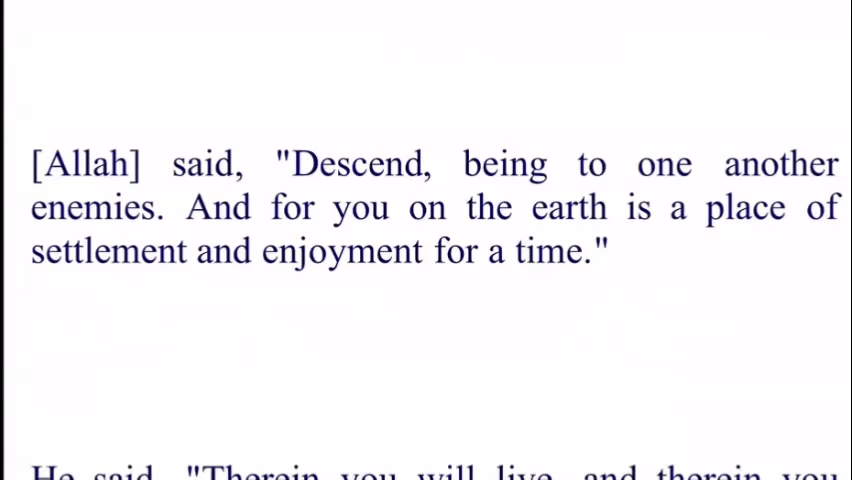 [Allah] said, "Descend, being to one another
enemies. And for you on the earth is a place of
settlement and enjoyment for a time."
He said, "Therein you will live, and therein you